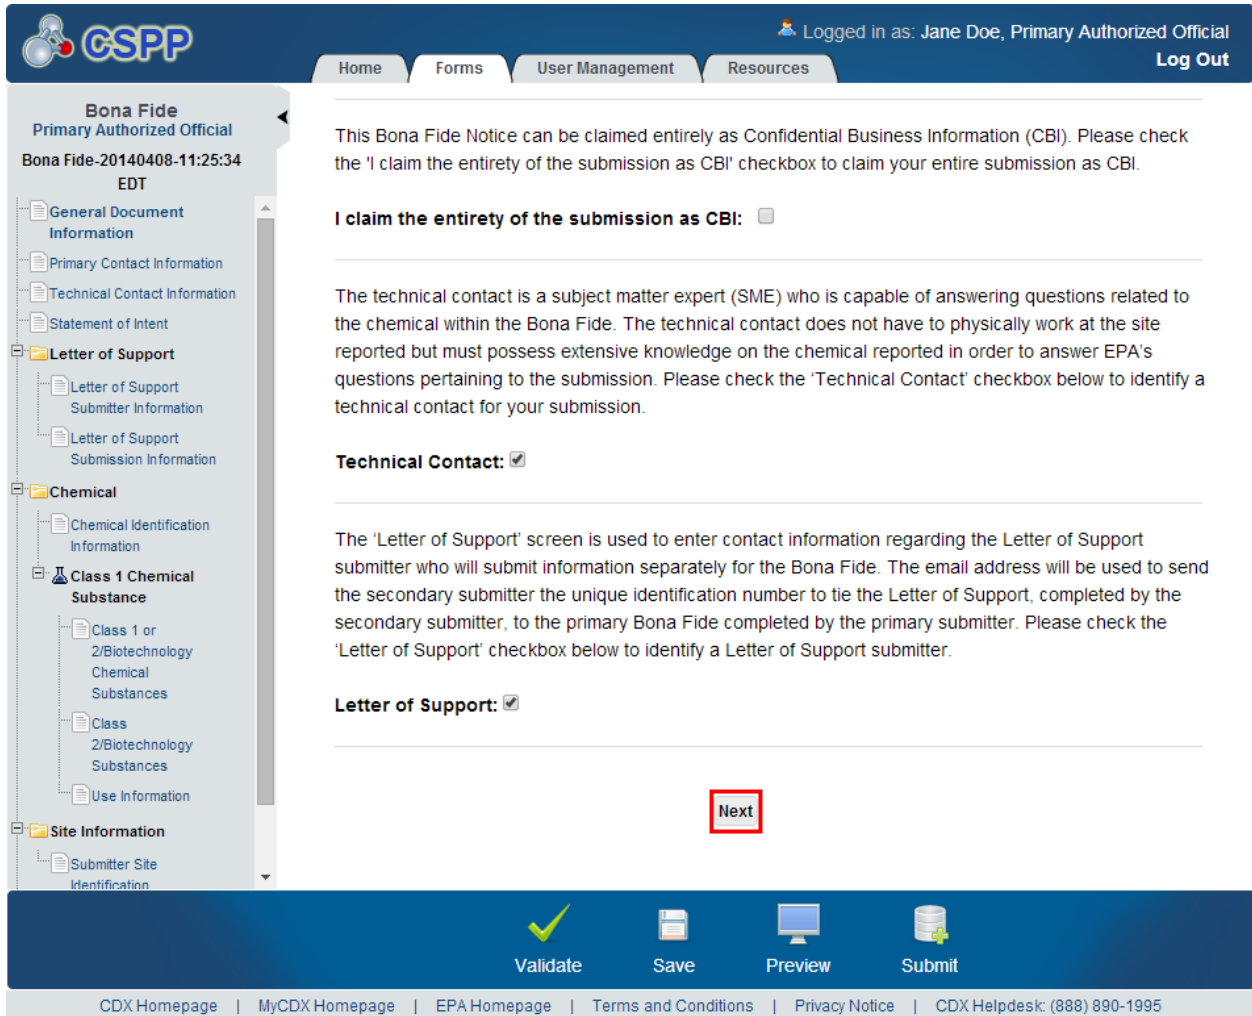 CSPP
Logged in as: Jane Doe, Primary Authorized Official
Log Out
Home
Forms
User Management
Resources
Bona Fide
Primary Authorized Official
Bona Fide-20140408-11:25:34
EDT
General Document
Information
Primary Contact Information
Technical Contact Information
Statement of Intent
Letter of Support
Letter of Support
Submitter Information
Letter of Support
Submission Information
Chemical
Chemical Identification
Information
Class 1 Chemical
Substance
Class 1 or
2/Biotechnology
Chemical
Substances
Class
2/Biotechnology
Substances
Use Information
Site Information
Submitter Site
Identification
This Bona Fide Notice can be claimed entirely as Confidential Business Information (CBI). Please check
the 'I claim the entirety of the submission as CBI' checkbox to claim your entire submission as CBI.
I claim the entirety of the submission as CBI:
The technical contact is a subject matter expert (SME) who is capable of answering questions related to
the chemical within the Bona Fide. The technical contact does not have to physically work at the site
reported but must possess extensive knowledge on the chemical reported in order to answer EPA's
questions pertaining to the submission. Please check the ‘Technical Contact’ checkbox below to identify a
technical contact for your submission.
Technical Contact:
The ‘Letter of Support’ screen is used to enter contact information regarding the Letter of Support
submitter who will submit information separately for the Bona Fide. The email address will be used to send
the secondary submitter the unique identification number to tie the Letter of Support, completed by the
secondary submitter, to the primary Bona Fide completed by the primary submitter. Please check the
‘Letter of Support’ checkbox below to identify a Letter of Support submitter.
Letter of Support:
Next
Validate
Save
Preview
Submit
CDX Homepage | MyCDX Homepage | EPA Homepage | Terms and Conditions | Privacy Notice | CDX Helpdesk: (888) 890-1995